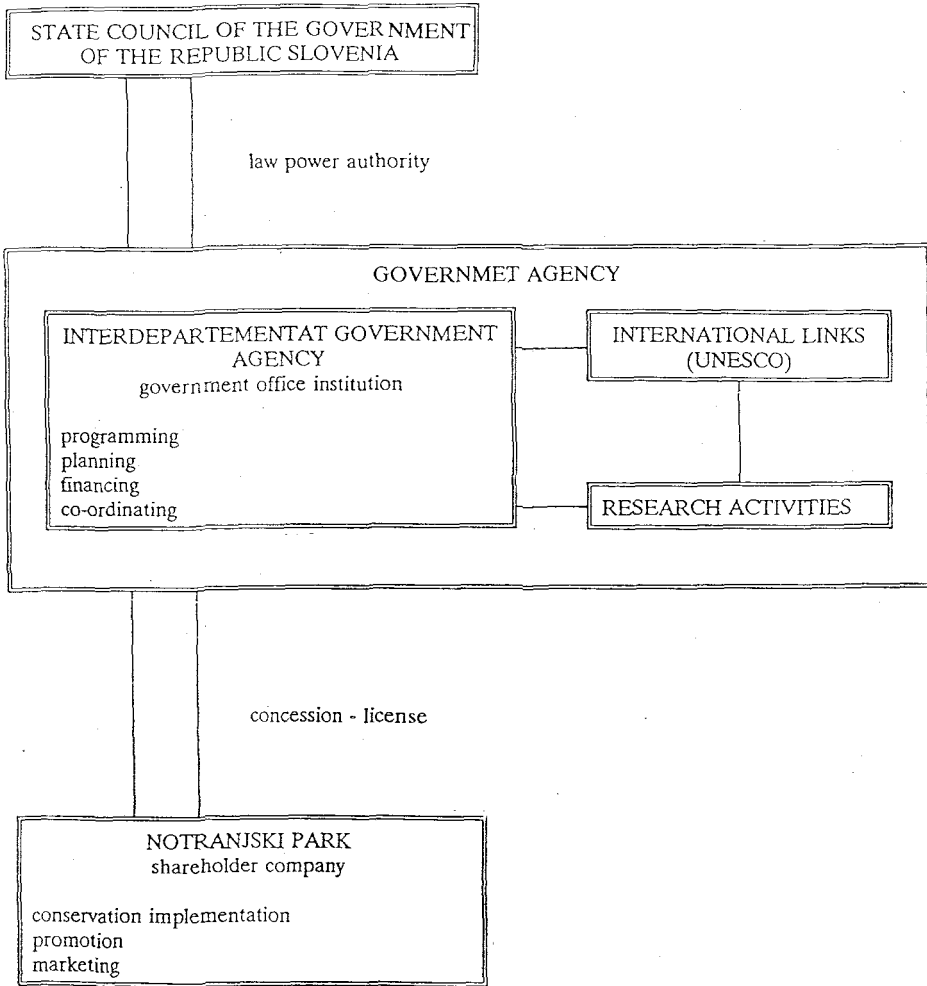 STATE COUNCIL OF THE GOVERNMENT
OF THE REPUBLIC SLOVENIA
law power authority
GOVERNMET AGENCY
INTERDEPARTEMENTAT GOVERNMENT
AGENCY
government office institution
programming
planning
financing
co-ordinating
INTERNATIONAL LINKS
(UNESCO)
RESEARCH ACTIVITIES
concession - license
NOTRANJSKI PARK
shareholder company
conservation implementation
promotion
marketing